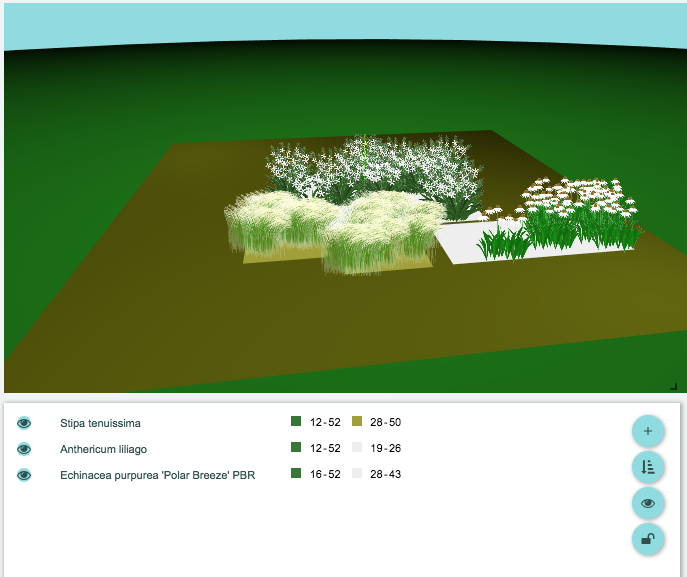 Stipa tenuissima 12-52 28-50
Anthericum liliago 12-52 19-26
Echinacea purpurea 'Polar Breeze' PBR 16-52 28-43